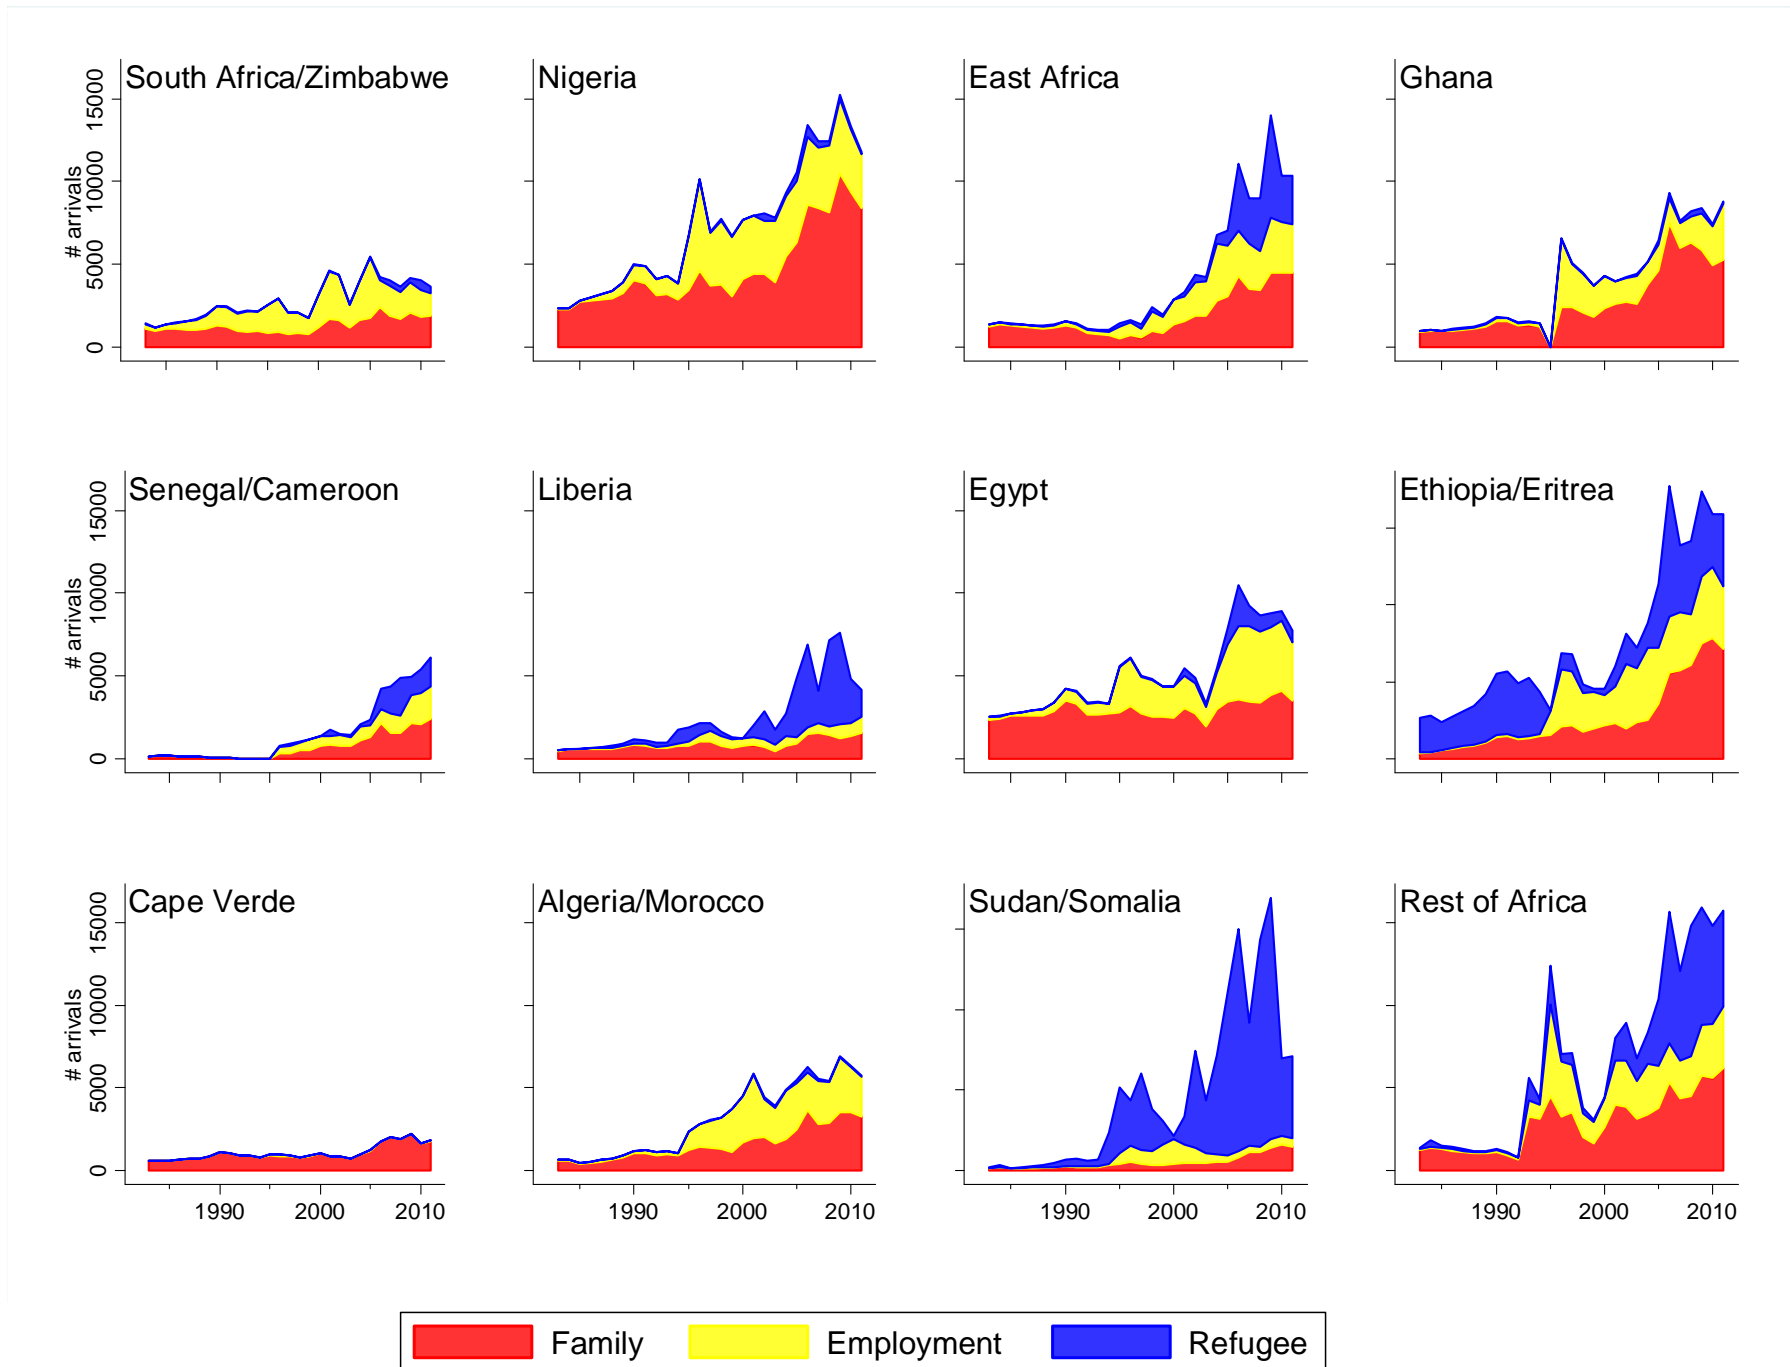 South Africa/Zimbabwe
Nigeria
East Africa
Ghana
# arrivals
0
5000
10000
15000
Senegal/Cameroon
Liberia
Egypt
Ethiopia/Eritrea
# arrivals
0
5000
10000
15000
Cape Verde
Algeria/Morocco
Sudan/Somalia
Rest of Africa
# arrivals
0
5000
10000
15000
1990 2000 2010
1990 2000 2010
1990 2000 2010
1990 2000 2010
Family Employment Refugee